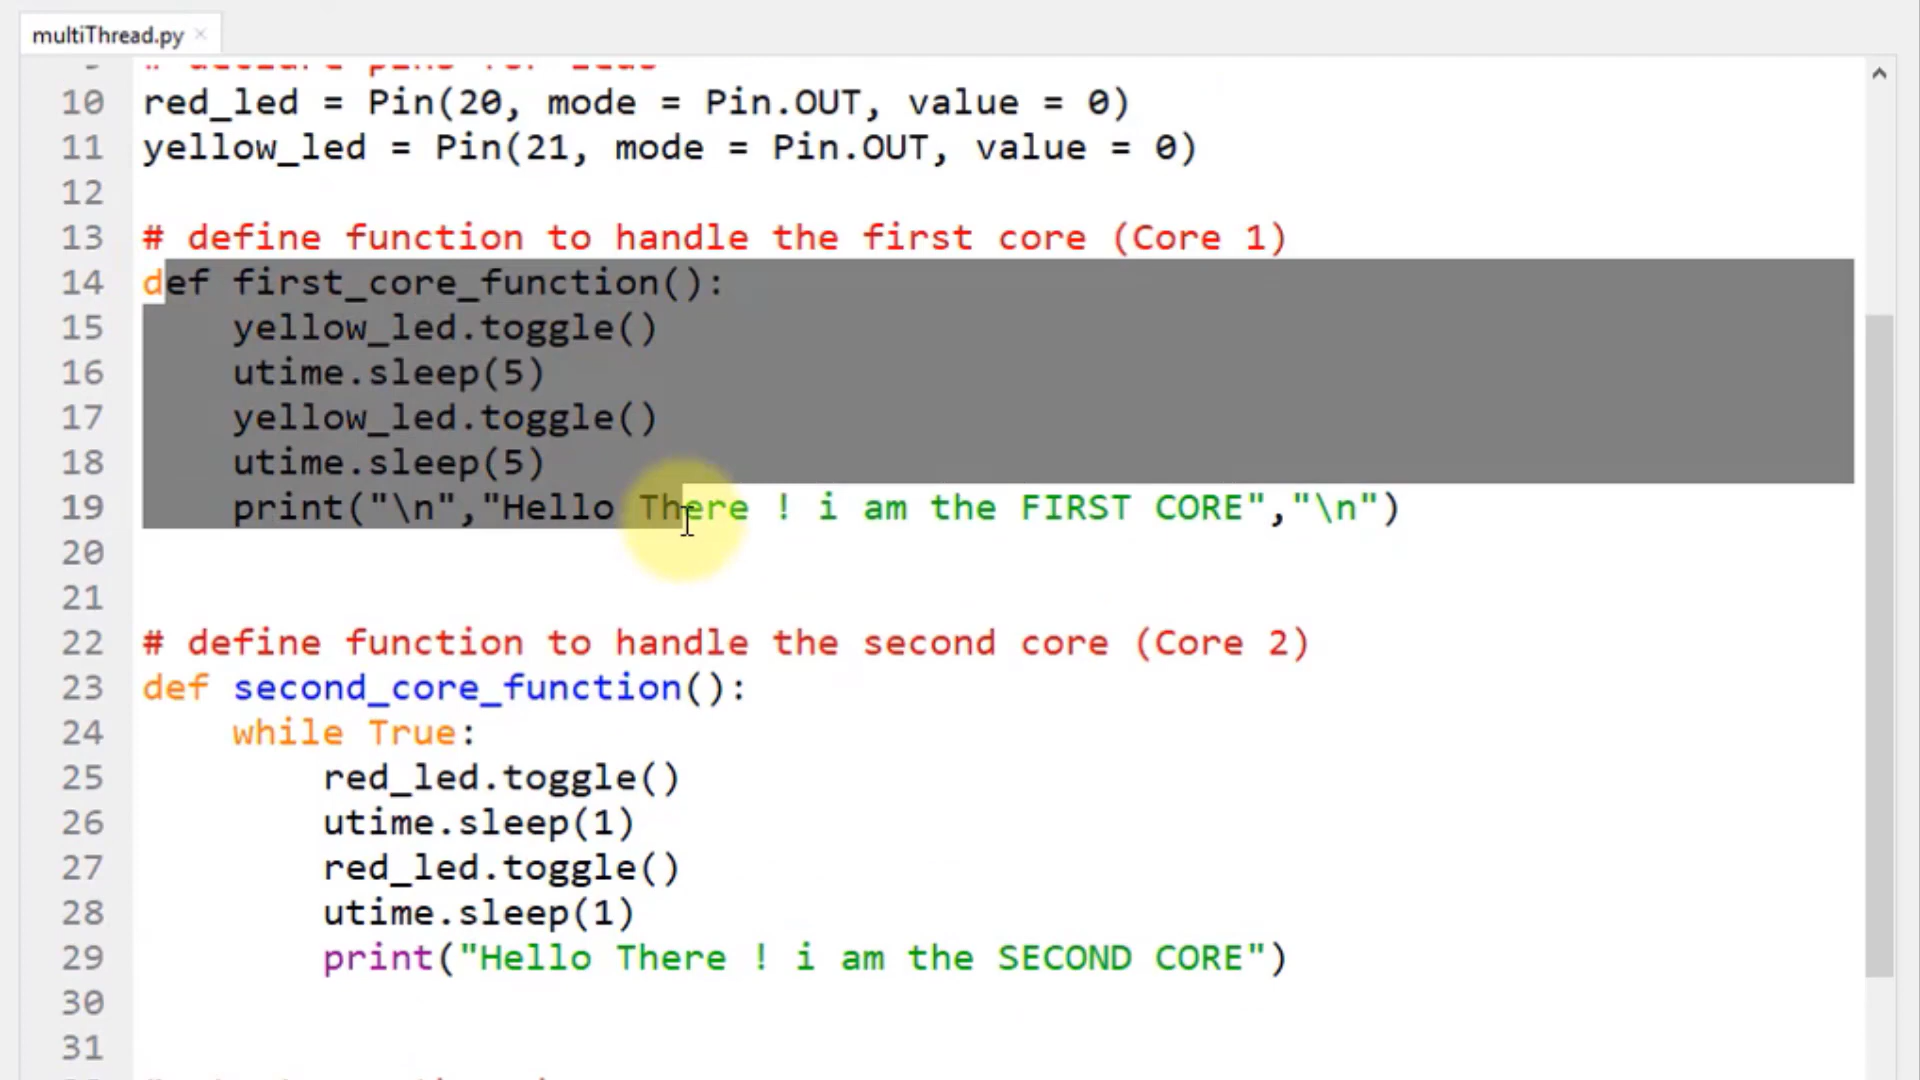 multiThread.py ×
9 # declare pins for leds
10 red_led = Pin(20, mode = Pin.OUT, value = 0)
11 yellow_led = Pin(21, mode = Pin.OUT, value = 0)
12
13 # define function to handle the first core (Core 1)
14 def first_core_function():
15     yellow_led.toggle()
16     utime.sleep(5)
17     yellow_led.toggle()
18     utime.sleep(5)
19     print("\n","Hello There ! i am the FIRST CORE","\n")
20
21
22 # define function to handle the second core (Core 2)
23 def second_core_function():
24     while True:
25         red_led.toggle()
26         utime.sleep(1)
27         red_led.toggle()
28         utime.sleep(1)
29         print("Hello There ! i am the SECOND CORE")
30
31